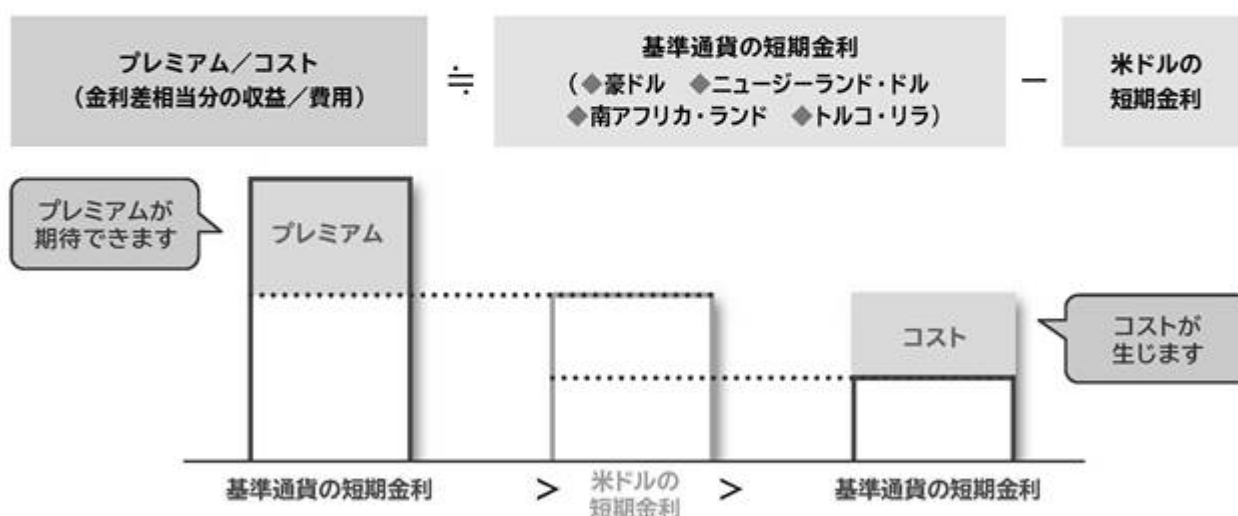 プレミアム／コスト
（金利差相当分の収益／費用）
≒
基準通貨の短期金利
（◆豪ドル　◆ニュージーランド・ドル
◆南アフリカ・ランド　◆トルコ・リラ）
−
米ドルの
短期金利
プレミアムが
期待できます
プレミアム
コスト
コストが
生じます
基準通貨の短期金利
＞
米ドルの
短期金利
＞
基準通貨の短期金利